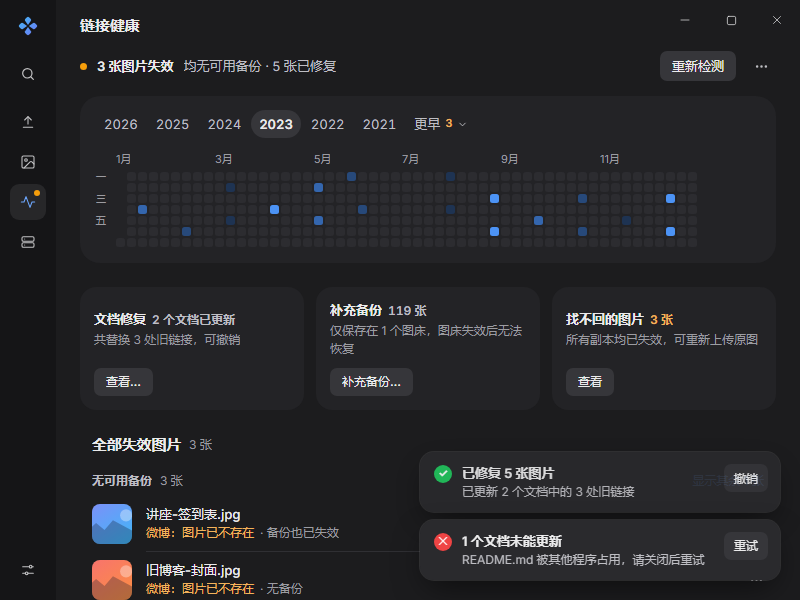 链接健康
3 张图片失效 均无可用备份 · 5 张已修复
重新检测
2026 2025 2024 2023 2022 2021 更早 3
1月 3月 5月 7月 9月 11月
一
三
五
文档修复 2 个文档已更新
共替换 3 处旧链接，可撤销
查看...
补充备份 119 张
仅保存在 1 个图床，图床失效后无法
恢复
补充备份...
找不回的图片 3 张
所有副本均已失效，可重新上传原图
查看
全部失效图片 3 张
无可用备份 3 张
讲座-签到表.jpg
微博：图片已不存在 · 备份也已失效
旧博客-封面.jpg
微博：图片已不存在 · 无备份
已修复 5 张图片
已更新 2 个文档中的 3 处旧链接
撤销
1 个文档未能更新
README.md 被其他程序占用，请关闭后重试
重试